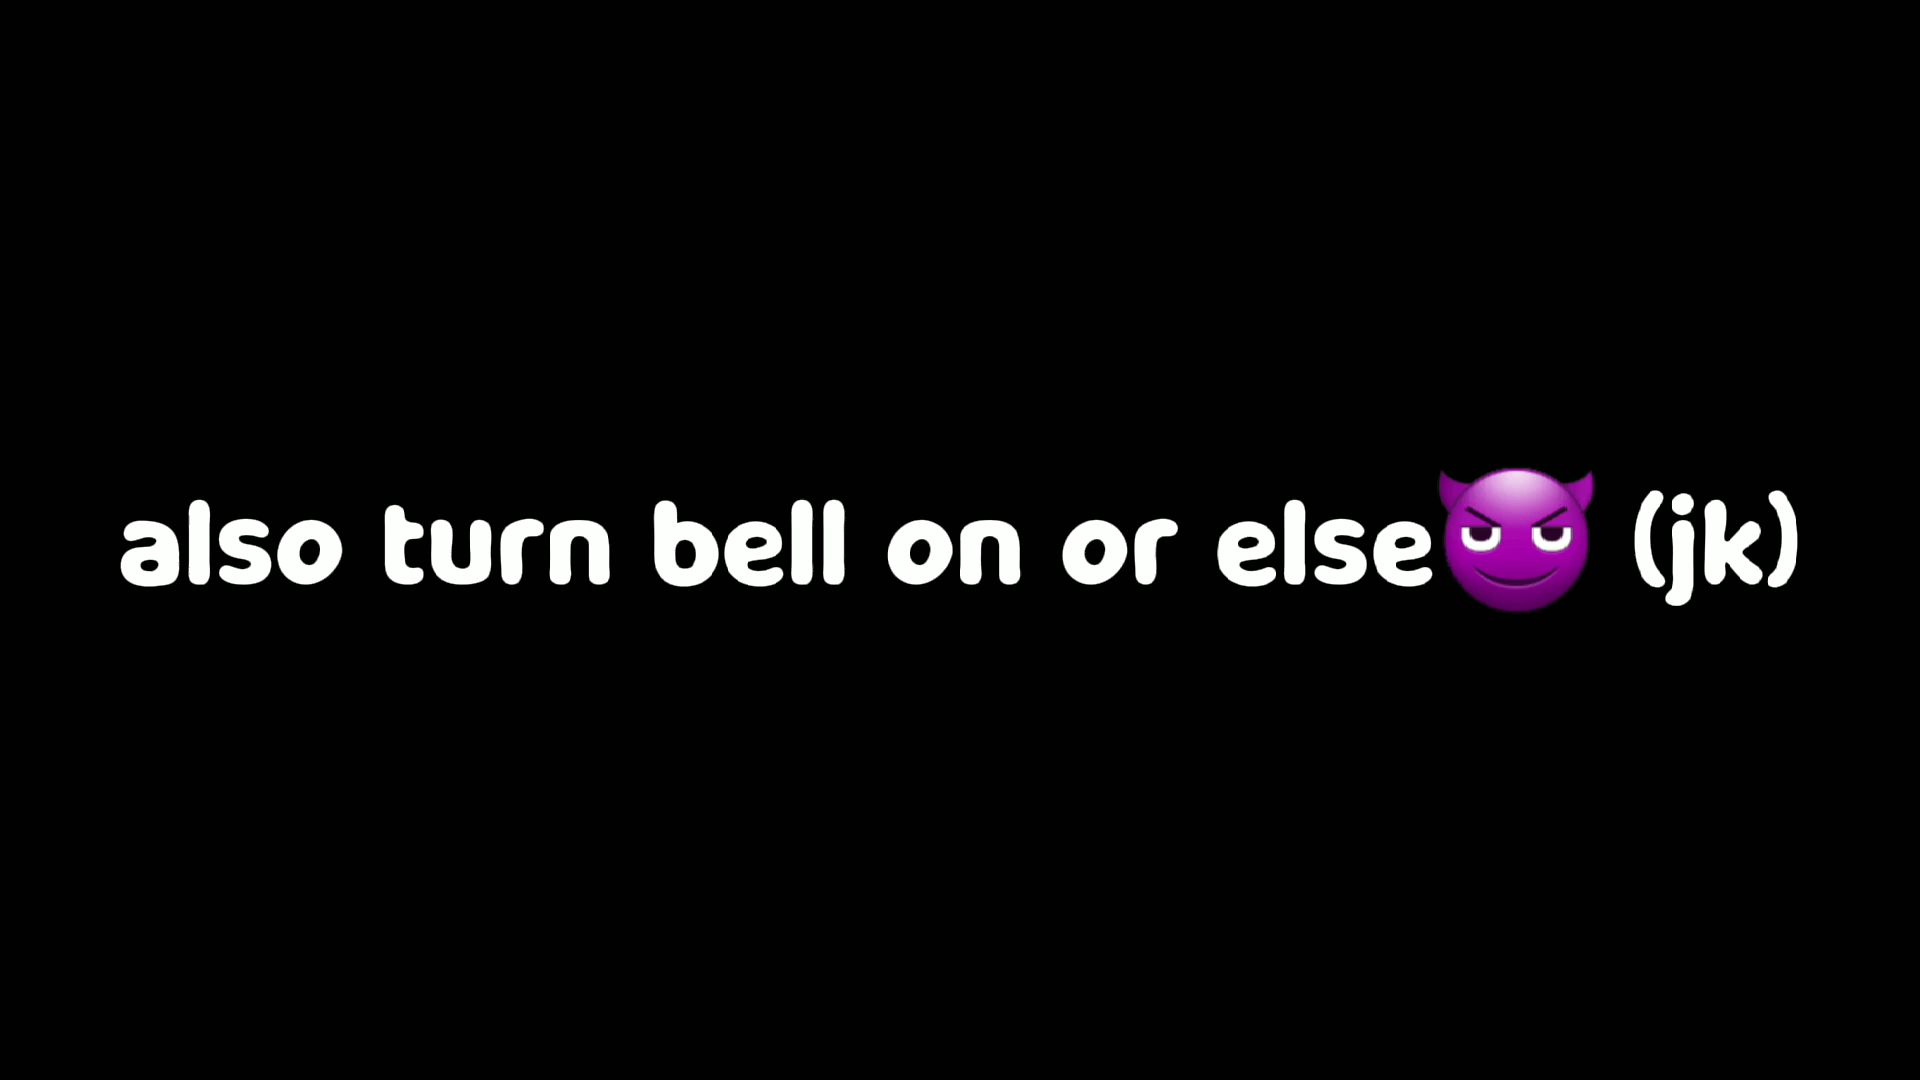 also turn bell on or else😈 (jk)